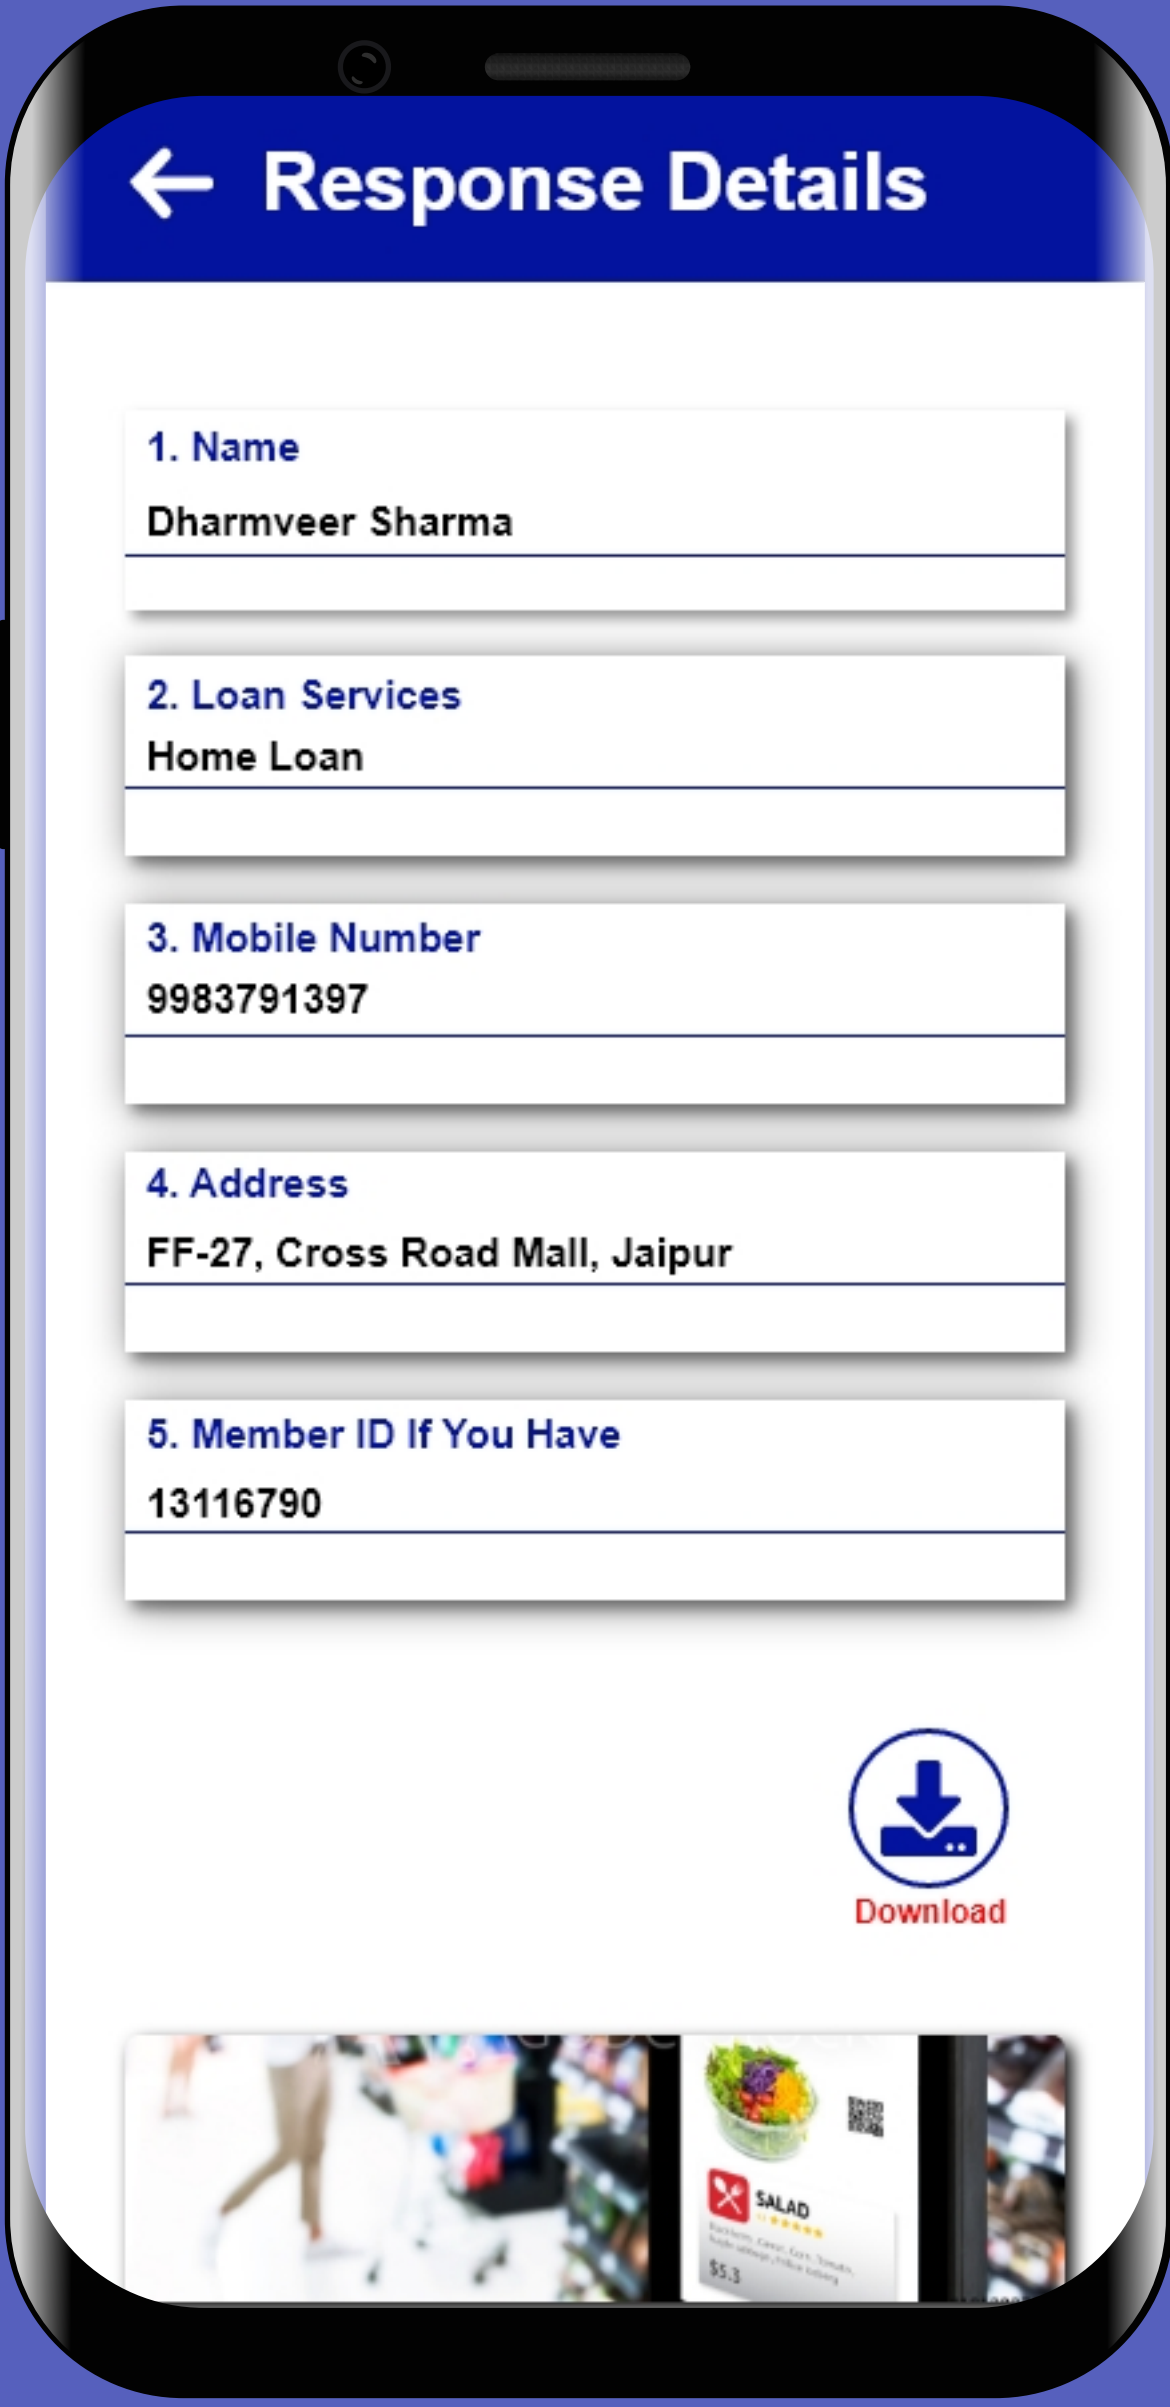 Response Details
1. Name
Dharmveer Sharma
2. Loan Services
Home Loan
3. Mobile Number
9983791397
4. Address
FF-27, Cross Road Mall, Jaipur
5. Member ID If You Have
13116790
Download
SALAD
$5.3